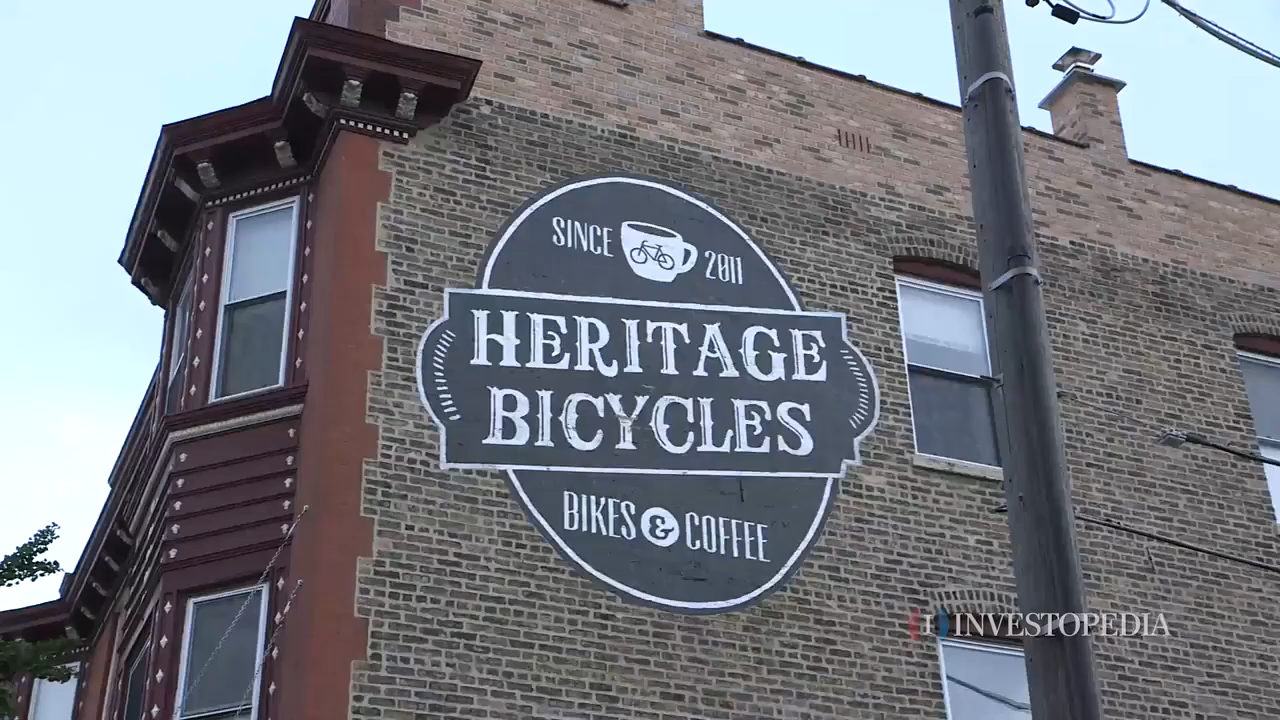 SINCE 2011
HERITAGE
BICYCLES
BIKES & COFFEE
INVESTOPEDIA